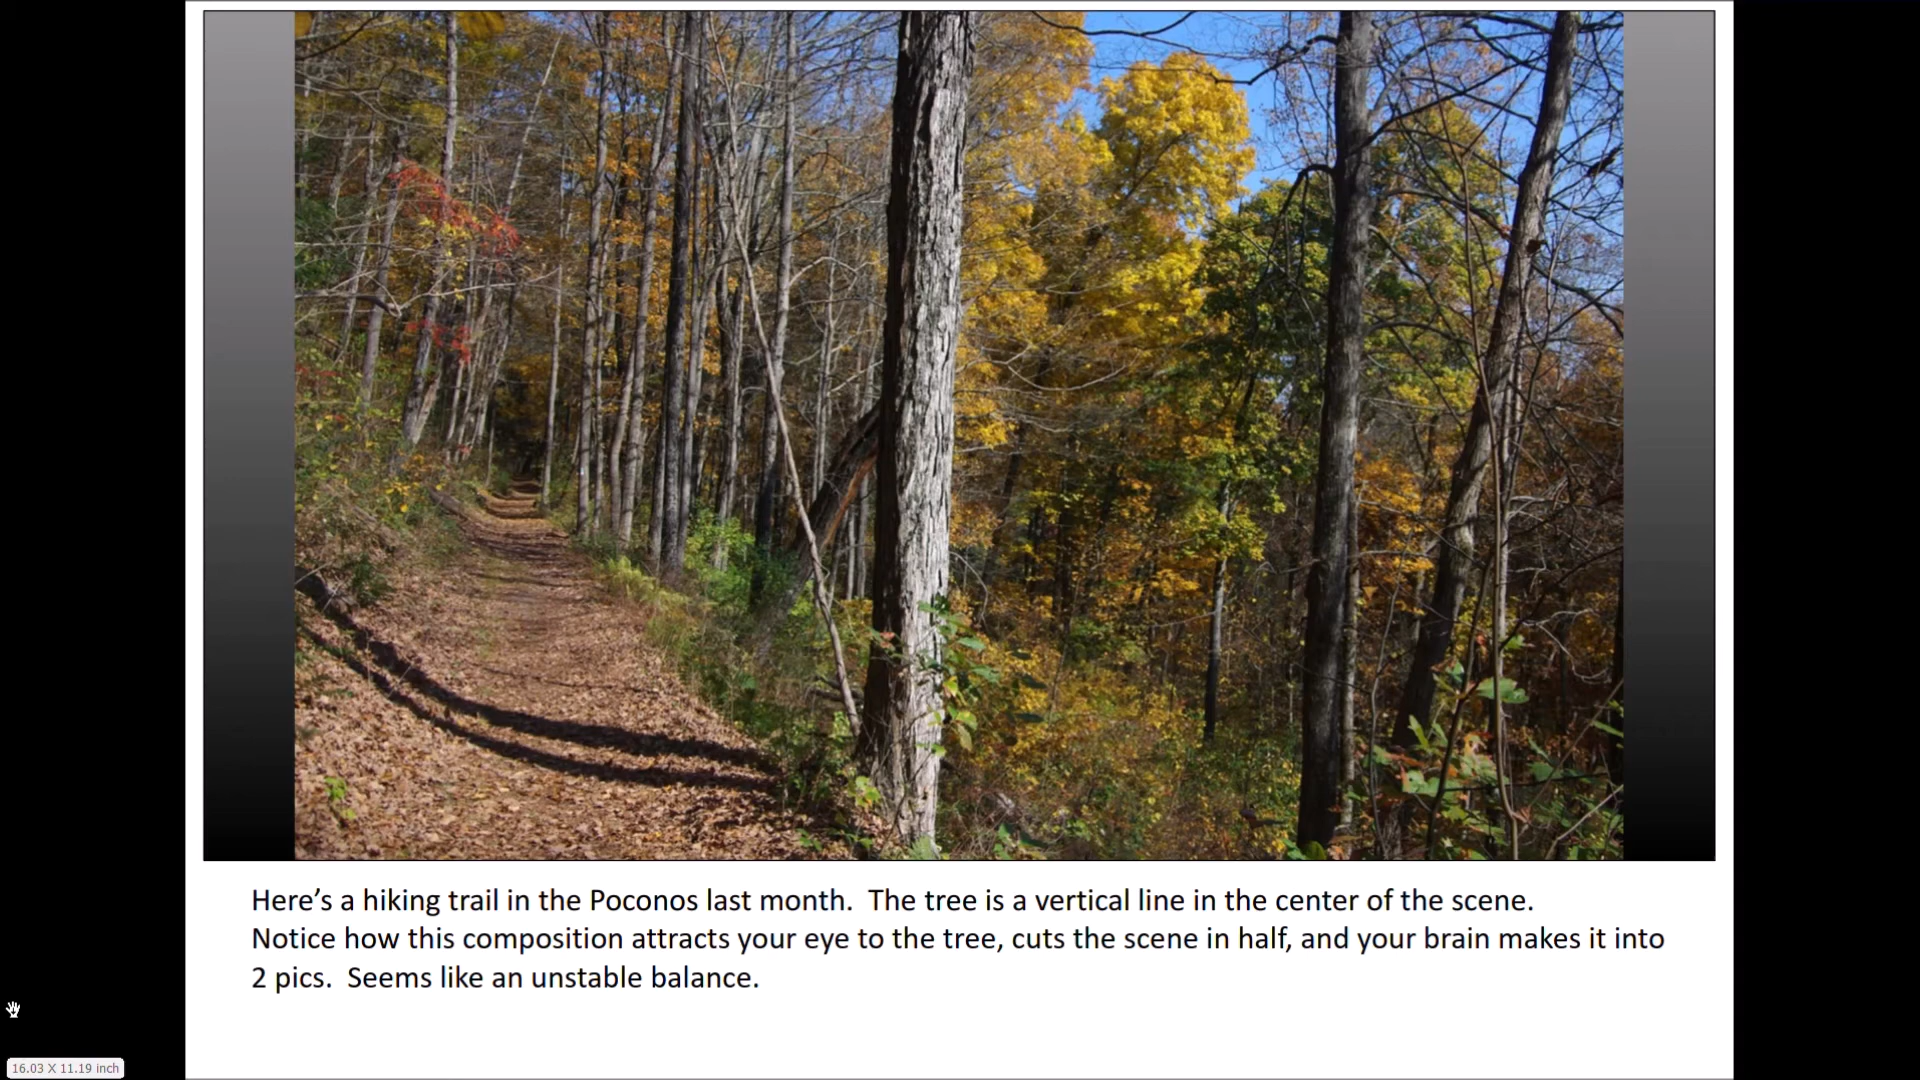 Here’s a hiking trail in the Poconos last month.  The tree is a vertical line in the center of the scene.
Notice how this composition attracts your eye to the tree, cuts the scene in half, and your brain makes it into
2 pics.  Seems like an unstable balance.
16.03 X 11.19 inch